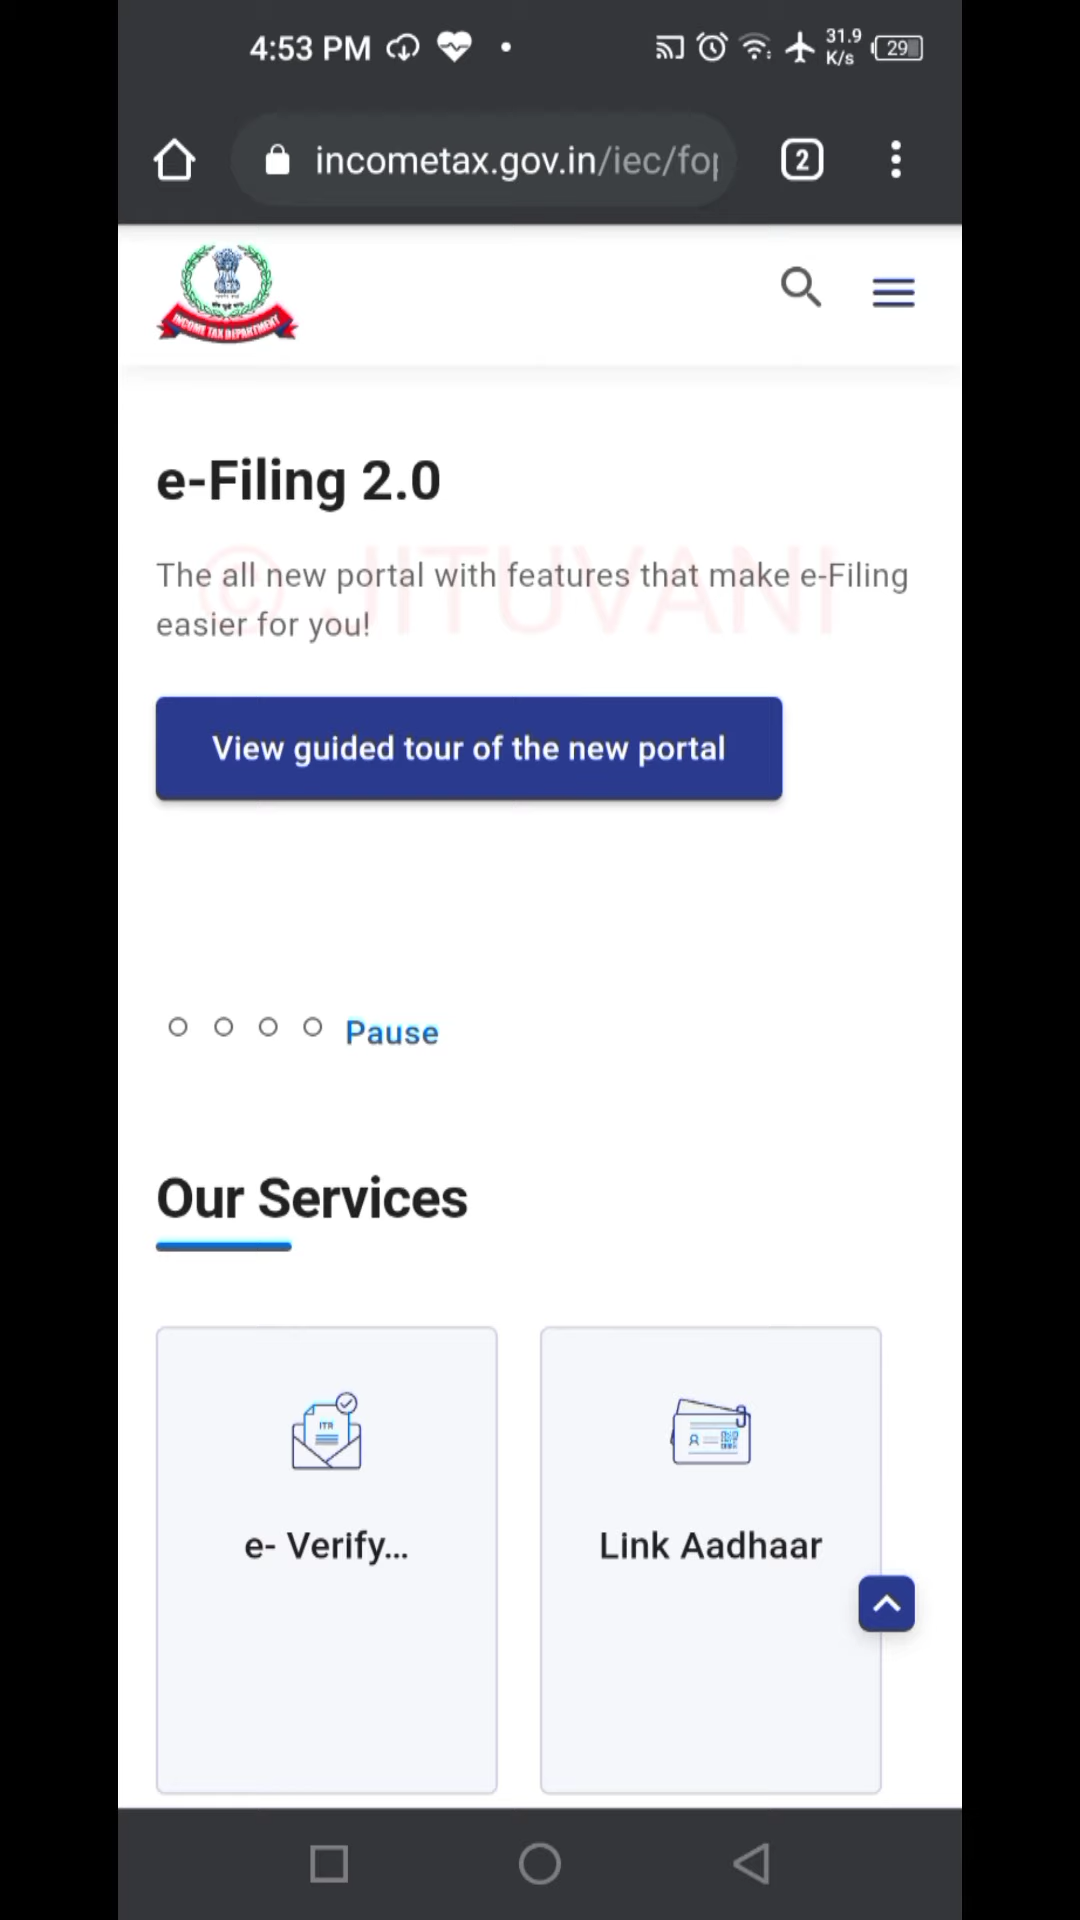 4:53 PM
31.9
K/s
29
incometax.gov.in/iec/fo
2
INCOME TAX DEPARTMENT
e-Filing 2.0
© JITUVANI
The all new portal with features that make e-Filing
easier for you!
View guided tour of the new portal
Pause
Our Services
ITR
e- Verify...
Link Aadhaar